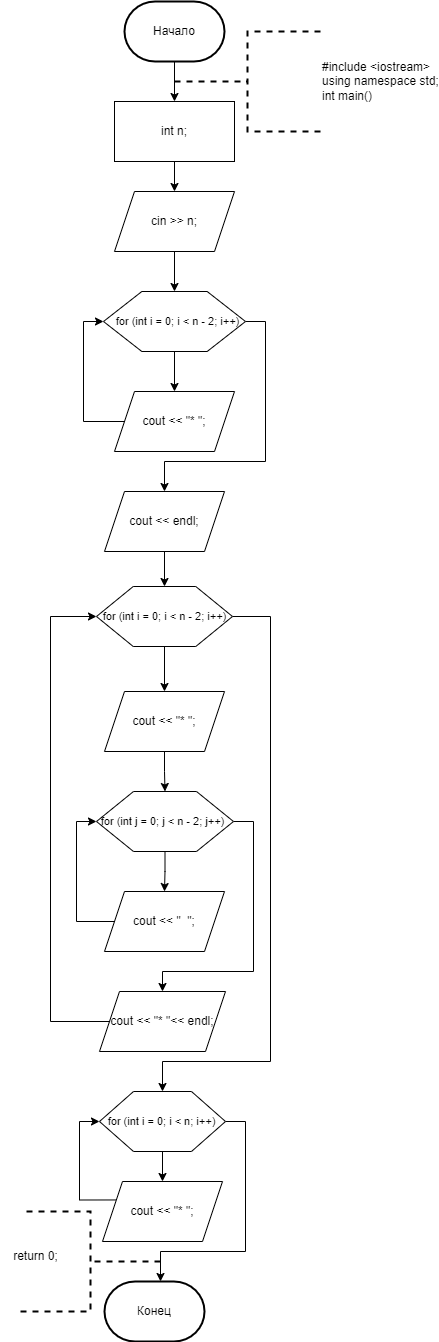 Начало
#include <iostream>
using namespace std;
int main()
int n;
cin >> n;
for (int i = 0; i < n - 2; i++)
cout << "* ";
cout << endl;
for (int i = 0; i < n - 2; i++)
cout << "* ";
for (int j = 0; j < n - 2; j++)
cout << "  ";
cout << "* "<< endl;
for (int i = 0; i < n; i++)
cout << "* ";
return 0;
Конец